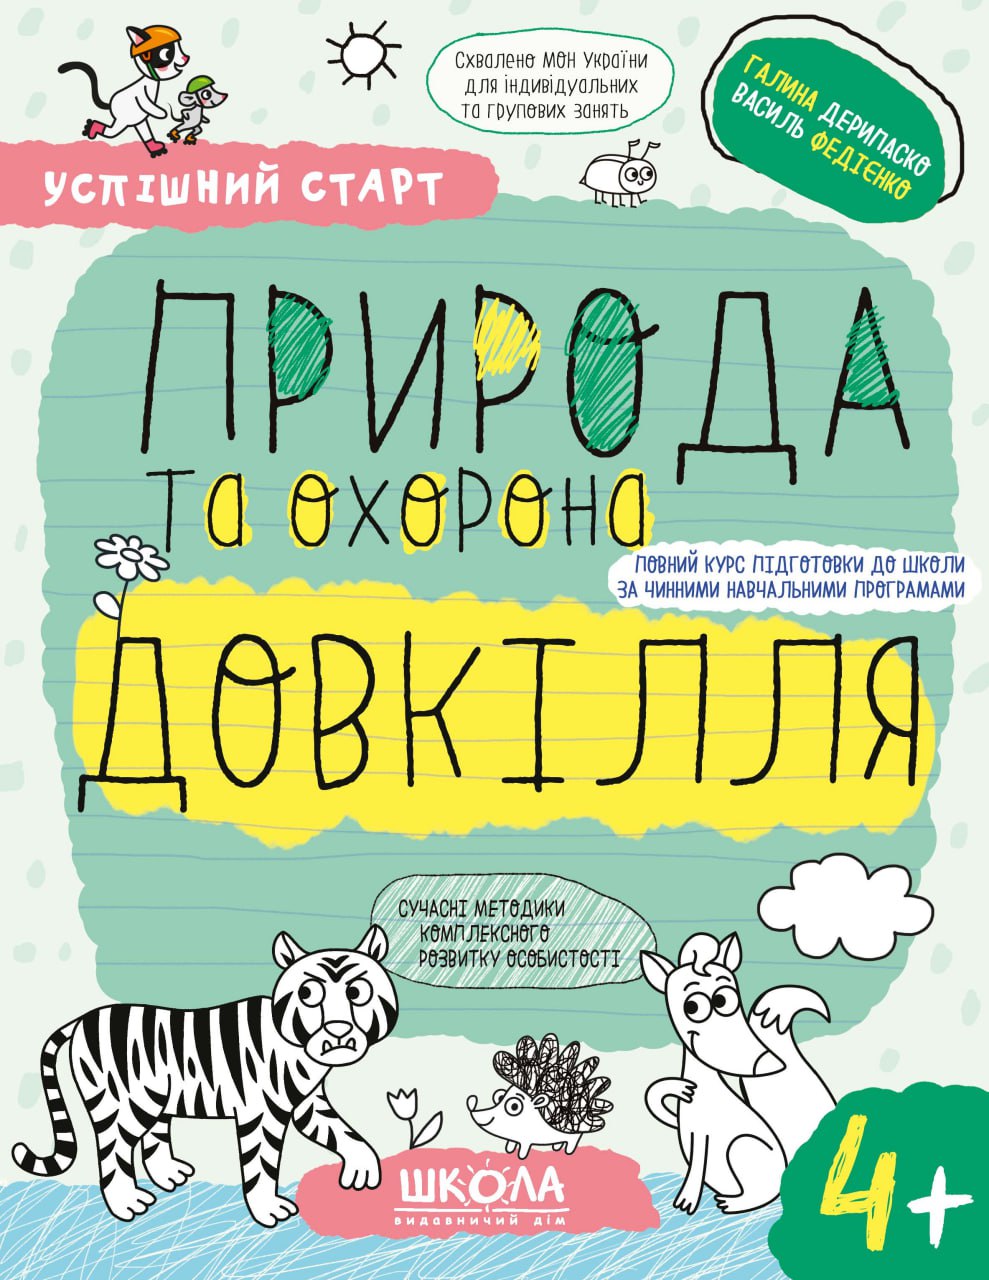 Схвалено МОН України
для індивідуальних
та групових занять
ГАЛИНА ДЕРИПАСКО
ВАСИЛЬ ФЕДІЄНКО
УСПІШНИЙ СТАРТ
ПРИРОДА
ТА ОХОРОНА
ПОВНИЙ КУРС ПІДГОТОВКИ ДО ШКОЛИ
ЗА ЧИННИМИ НАВЧАЛЬНИМИ ПРОГРАМАМИ
ДОВКІЛЛЯ
СУЧАСНІ МЕТОДИКИ
КОМПЛЕКСНОГО
РОЗВИТКУ ОСОБИСТОСТІ
ШКОЛА
видавничий дім
4+